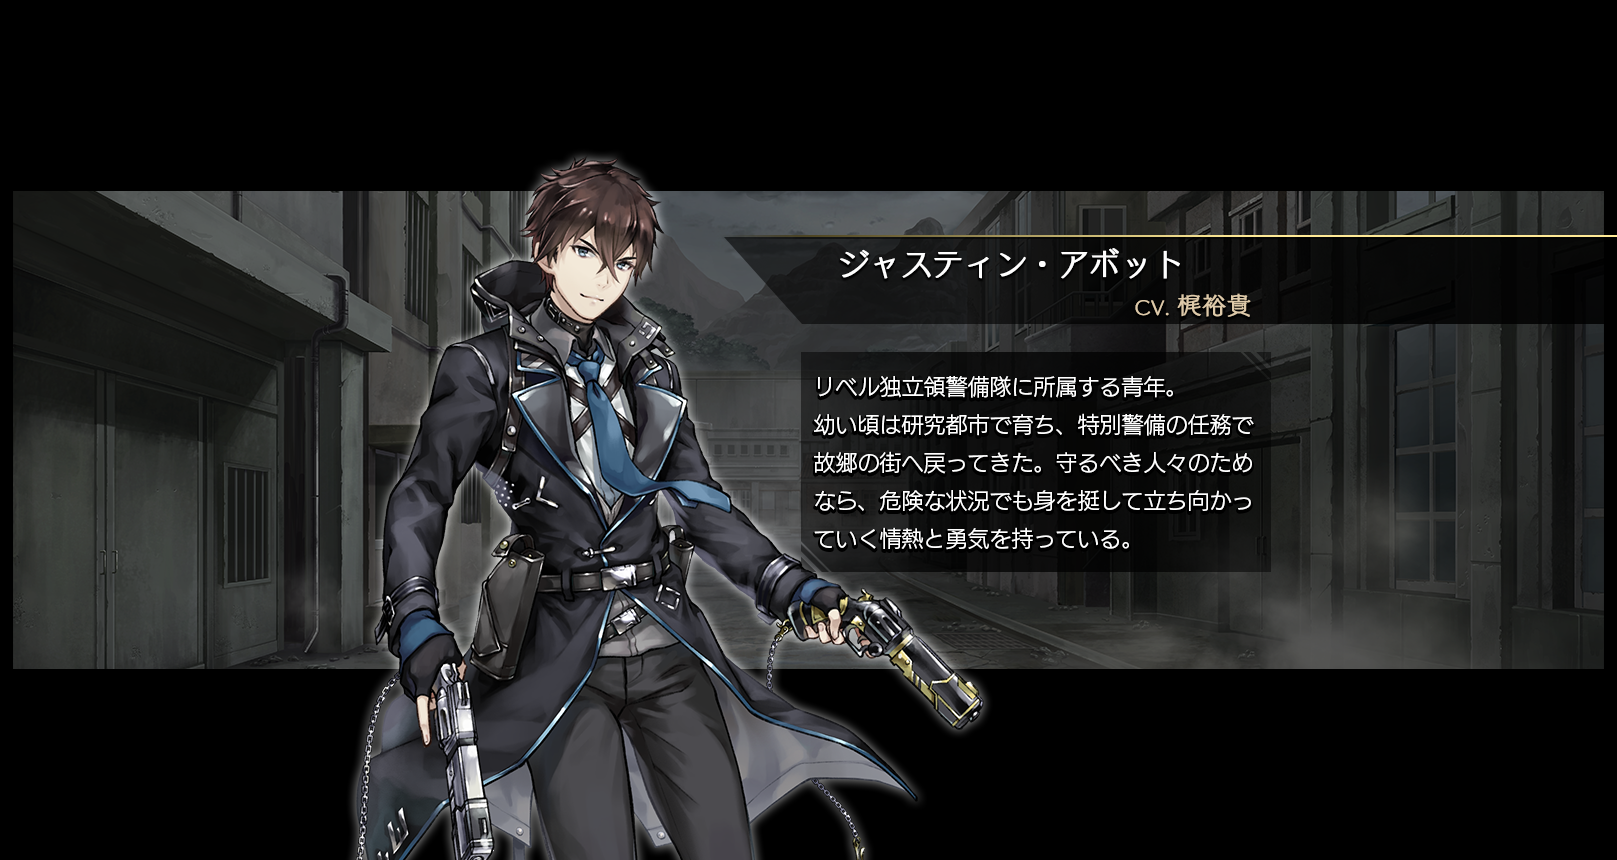 ジャスティン・アボット
CV. 梶裕貴
リベル独立領警備隊に所属する青年。
幼い頃は研究都市で育ち、特別警備の任務で
故郷の街へ戻ってきた。守るべき人々のため
なら、危険な状況でも身を挺して立ち向かっ
ていく情熱と勇気を持っている。